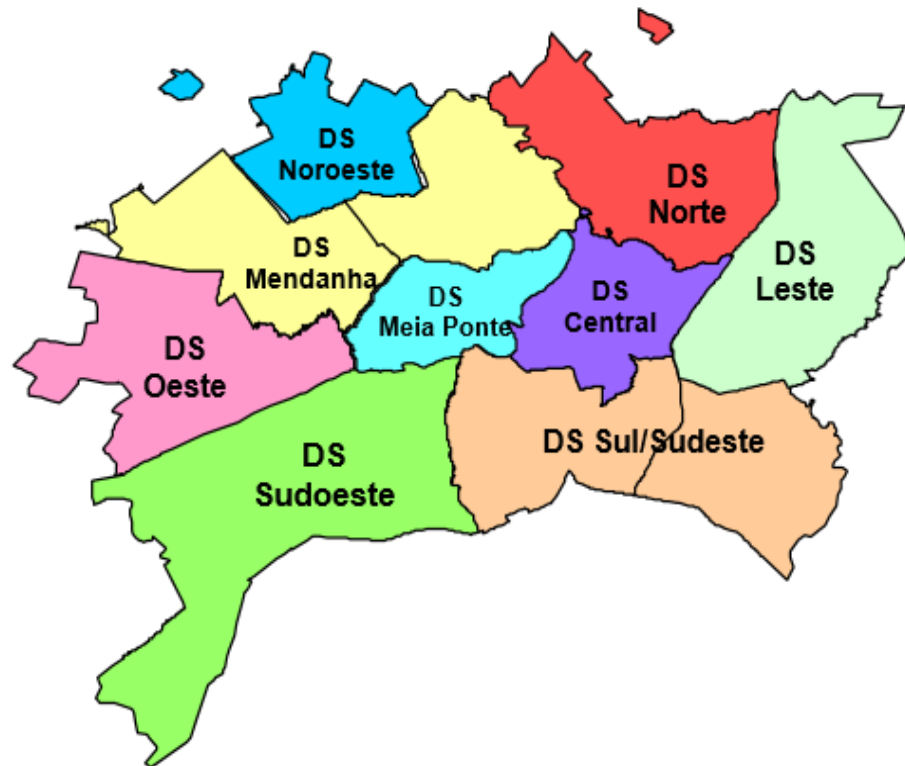 DS
Noroeste
DS
Norte
DS
Mendanha
DS
Leste
DS
Meia Ponte
DS
Central
DS
Oeste
DS Sul/Sudeste
DS
Sudoeste